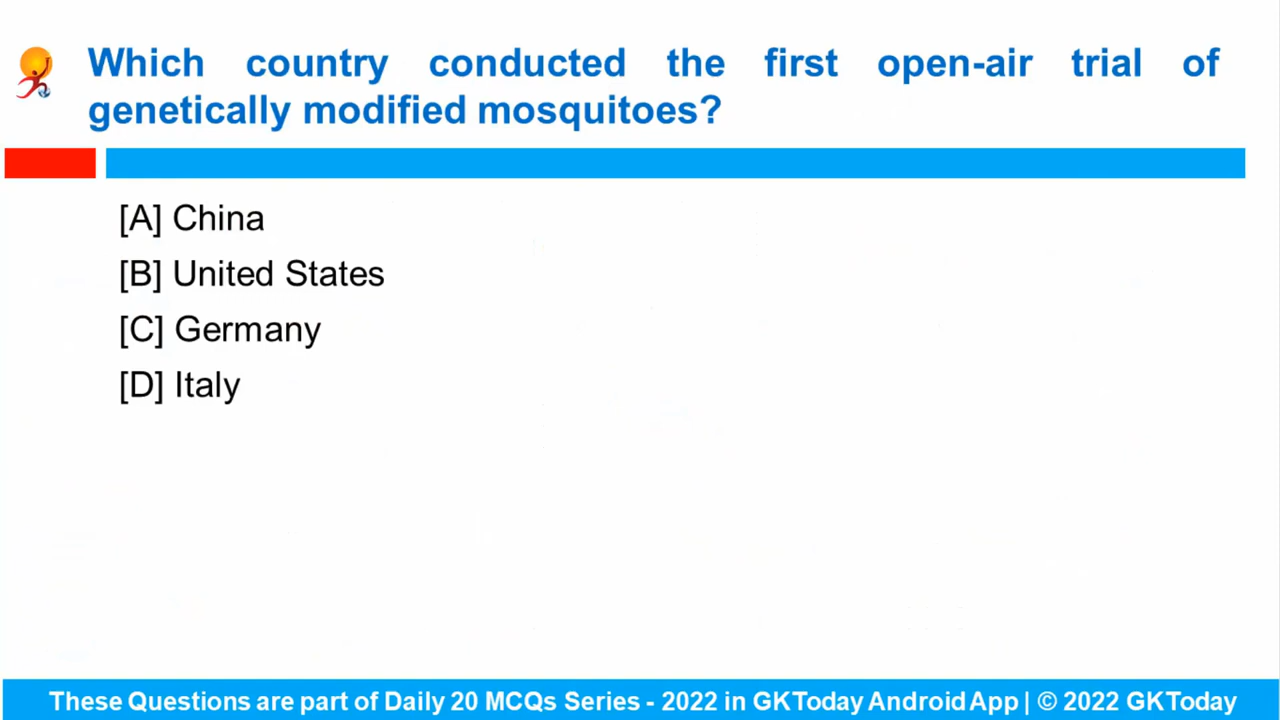 Which country conducted the first open-air trial of
genetically modified mosquitoes?
[A] China
[B] United States
[C] Germany
[D] Italy
These Questions are part of Daily 20 MCQs Series - 2022 in GKToday Android App | © 2022 GKToday